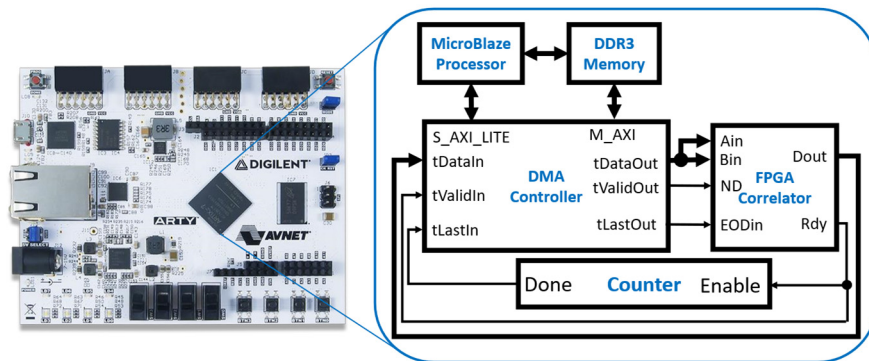 MicroBlaze
Processor
DDR3
Memory
S_AXI_LITE
M_AXI
tDataIn
tDataOut
DMA
Controller
tValidIn
tValidOut
tLastIn
tLastOut
Ain
Bin
Dout
ND
FPGA
Correlator
EODin
Rdy
Done
Counter
Enable
3R3
DIGILENT
ARTY
AVNET